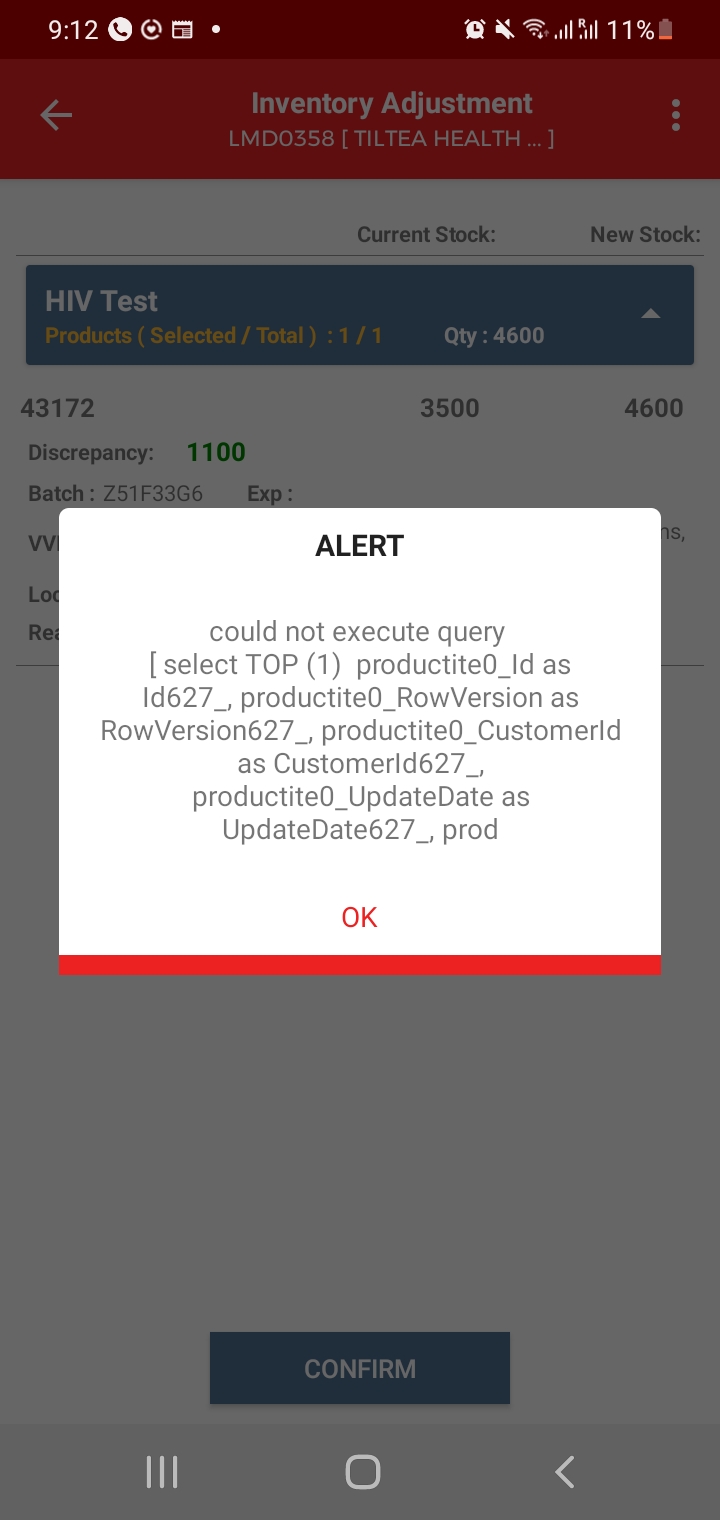 9:12
11%
Inventory Adjustment
LMD0358 [ TILTEA HEALTH ... ]
Current Stock: New Stock:
HIV Test
Products ( Selected / Total ) : 1 / 1 Qty : 4600
43172 3500 4600
Discrepancy: 1100
Batch : Z51F33G6 Exp :
ALERT
could not execute query
[ select TOP (1) productite0_Id as
Id627_, productite0_RowVersion as
RowVersion627_, productite0_CustomerId
as CustomerId627_,
productite0_UpdateDate as
UpdateDate627_, prod
OK
CONFIRM